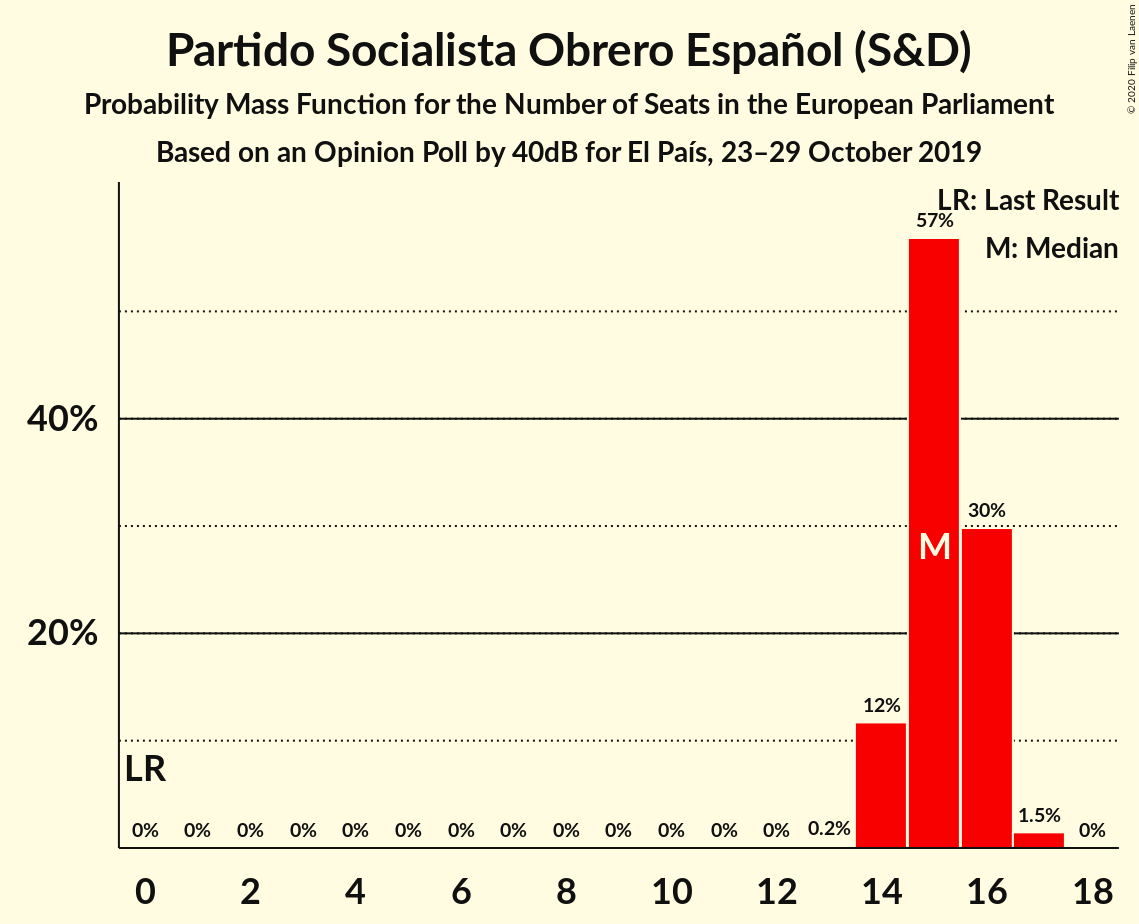 Partido Socialista Obrero Español (S&D)
Probability Mass Function for the Number of Seats in the European Parliament
Based on an Opinion Poll by 40dB for El País, 23–29 October 2019
© 2020 Filip van Laenen
LR: Last Result
57%
M: Median
40%
30%
M
20%
12%
LR
0% 0% 0% 0% 0% 0% 0% 0% 0% 0% 0% 0% 0% 0.2% 1.5% 0%
0 2 4 6 8 10 12 14 16 18